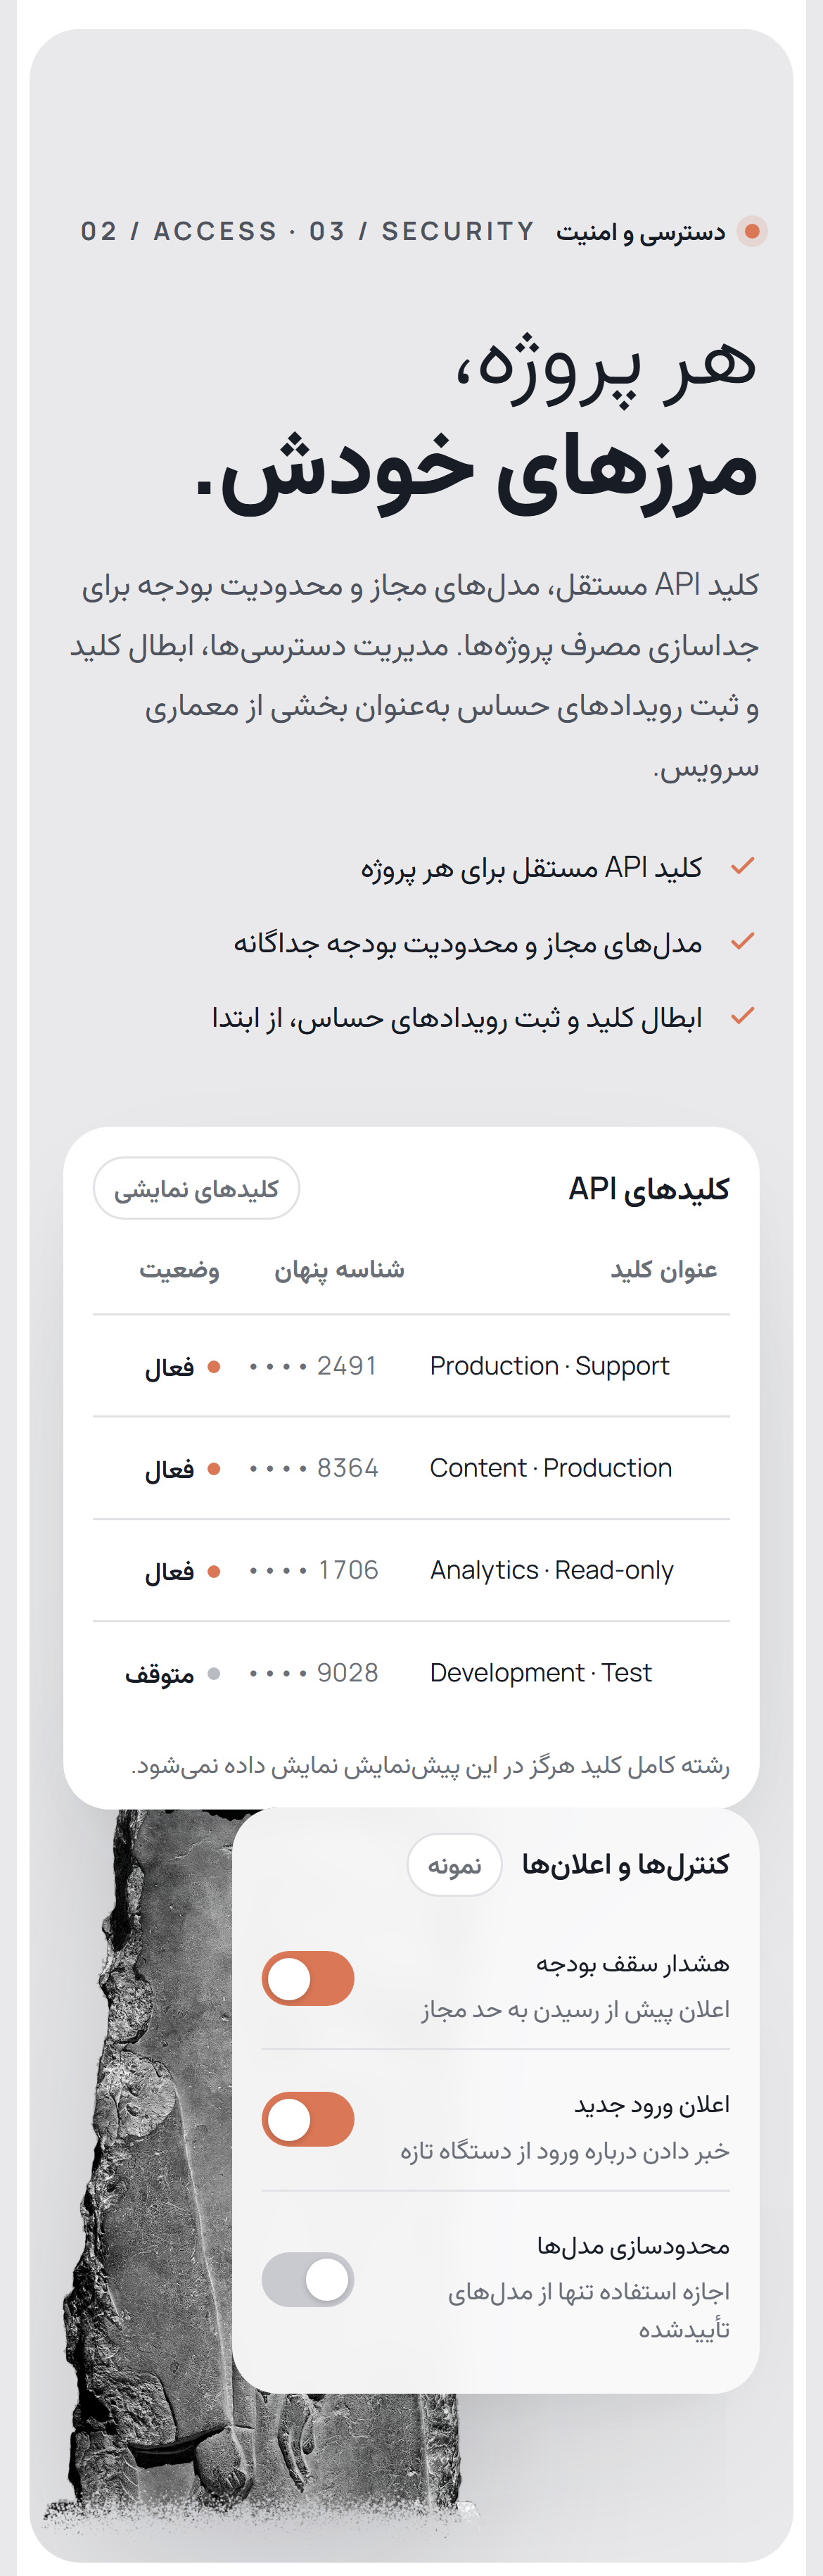 دسترسی و امنیت 02 / ACCESS · 03 / SECURITY
هر پروژه،
مرزهای خودش.
کلید API مستقل، مدل‌های مجاز و محدودیت بودجه برای
جداسازی مصرف پروژه‌ها. مدیریت دسترسی‌ها، ابطال کلید
و ثبت رویدادهای حساس به‌عنوان بخشی از معماری
سرویس.
کلید API مستقل برای هر پروژه
مدل‌های مجاز و محدودیت بودجه جداگانه
ابطال کلید و ثبت رویدادهای حساس، از ابتدا
کلیدهای API کلیدهای نمایشی
عنوان کلید شناسه پنهان وضعیت
Production · Support •••• 2491 فعال
Content · Production •••• 8364 فعال
Analytics · Read-only •••• 1706 فعال
Development · Test •••• 9028 متوقف
رشته کامل کلید هرگز در این پیش‌نمایش نمایش داده نمی‌شود.
کنترل‌ها و اعلان‌ها نمونه
هشدار سقف بودجه
اعلان پیش از رسیدن به حد مجاز
اعلان ورود جدید
خبر دادن درباره ورود از دستگاه تازه
محدودسازی مدل‌ها
اجازه استفاده تنها از مدل‌های
تأییدشده